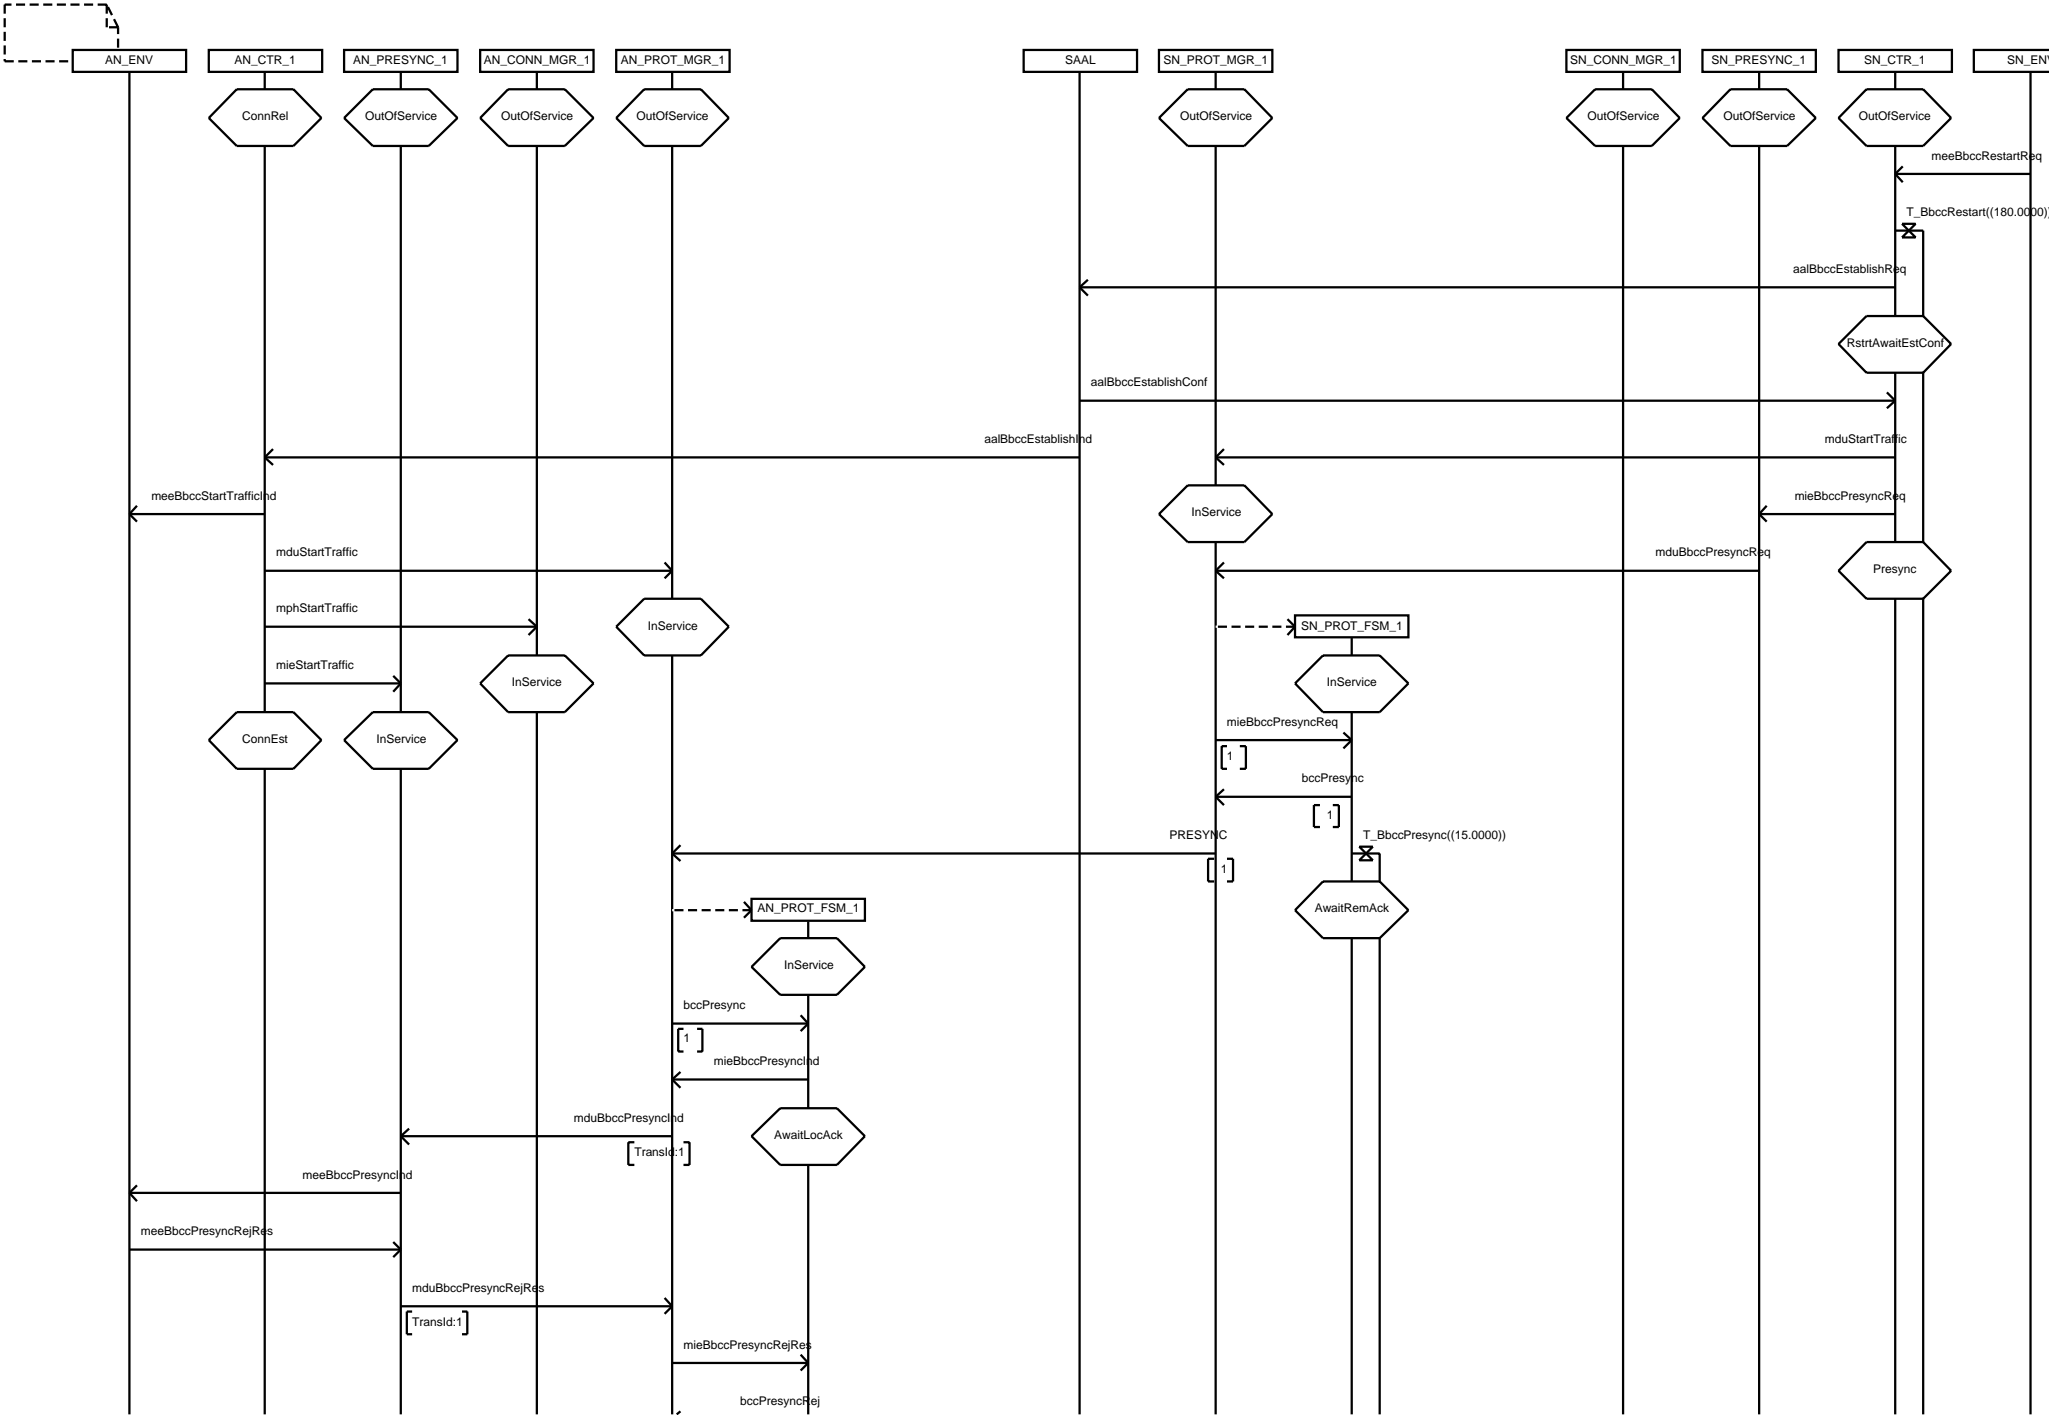 AN_ENV
AN_CTR_1
AN_PRESYNC_1
AN_CONN_MGR_1
AN_PROT_MGR_1
SAAL
SN_PROT_MGR_1
SN_CONN_MGR_1
SN_PRESYNC_1
SN_CTR_1
SN_ENV
ConnRel
OutOfService
OutOfService
OutOfService
OutOfService
OutOfService
OutOfService
OutOfService
meeBbccRestartReq
T_BbccRestart((180.0000))
aalBbccEstablishReq
RstrtAwaitEstConf
aalBbccEstablishConf
aalBbccEstablishInd
mduStartTraffic
meeBbccStartTrafficInd
InService
mieBbccPresyncReq
mduStartTraffic
mduBbccPresyncReq
Presync
mphStartTraffic
InService
SN_PROT_FSM_1
mieStartTraffic
InService
InService
ConnEst
InService
mieBbccPresyncReq
1
bccPresync
1
PRESYNC
T_BbccPresync((15.0000))
1
AN_PROT_FSM_1
AwaitRemAck
InService
bccPresync
1
mieBbccPresyncInd
mduBbccPresyncInd
AwaitLocAck
TransId:1
meeBbccPresyncInd
meeBbccPresyncRejRes
mduBbccPresyncRejRes
TransId:1
mieBbccPresyncRejRes
bccPresyncRej